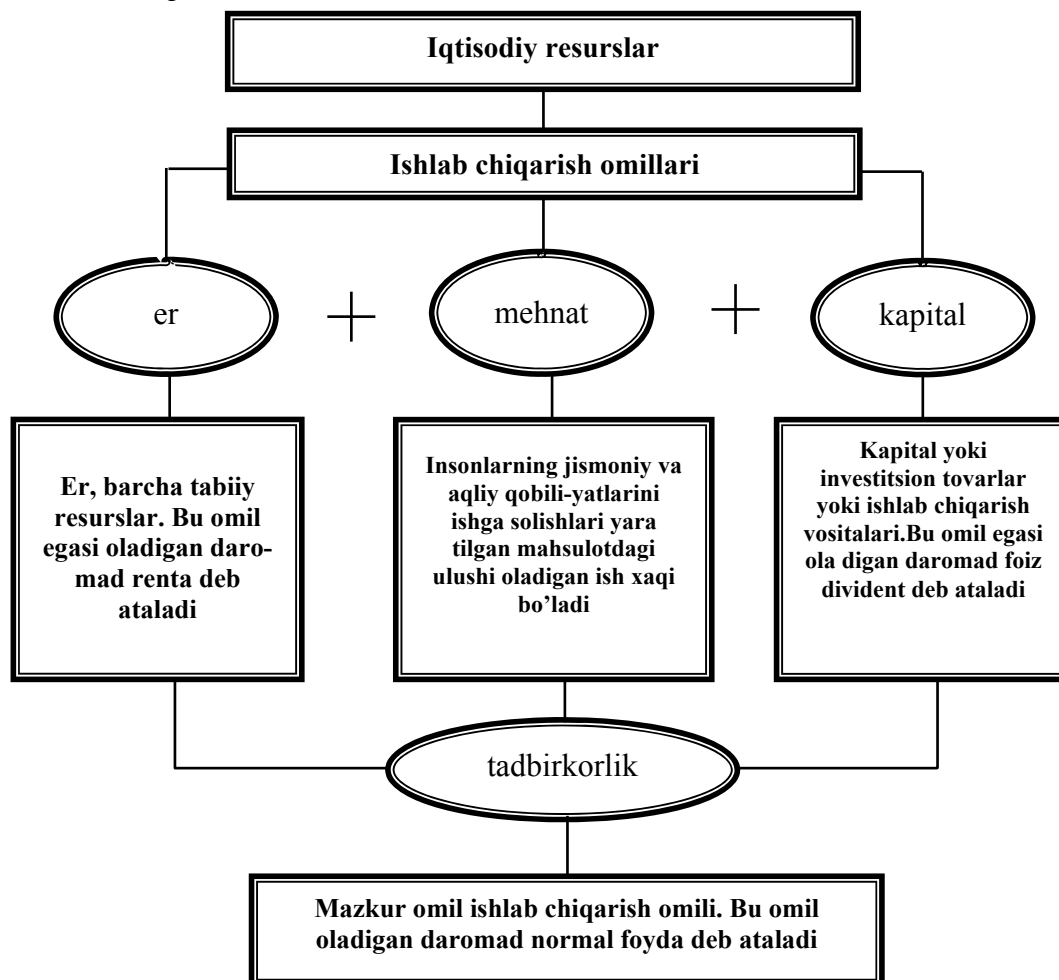 Iqtisodiy resurslar
Ishlab chiqarish omillari
er
mehnat
kapital
Er, barcha tabiiy
resurslar. Bu omil
egasi oladigan daro-
mad renta deb
ataladi
Insonlarning jismoniy va
aqliy qobili-yatlarini
ishga solishlari yara
tilgan mahsulotdagi
ulushi oladigan ish xaqi
bo’ladi
Kapital yoki
investitsion tovarlar
yoki ishlab chiqarish
vositalari.Bu omil egasi
ola digan daromad foiz
divident deb ataladi
tadbirkorlik
Mazkur omil ishlab chiqarish omili. Bu omil
oladigan daromad normal foyda deb ataladi